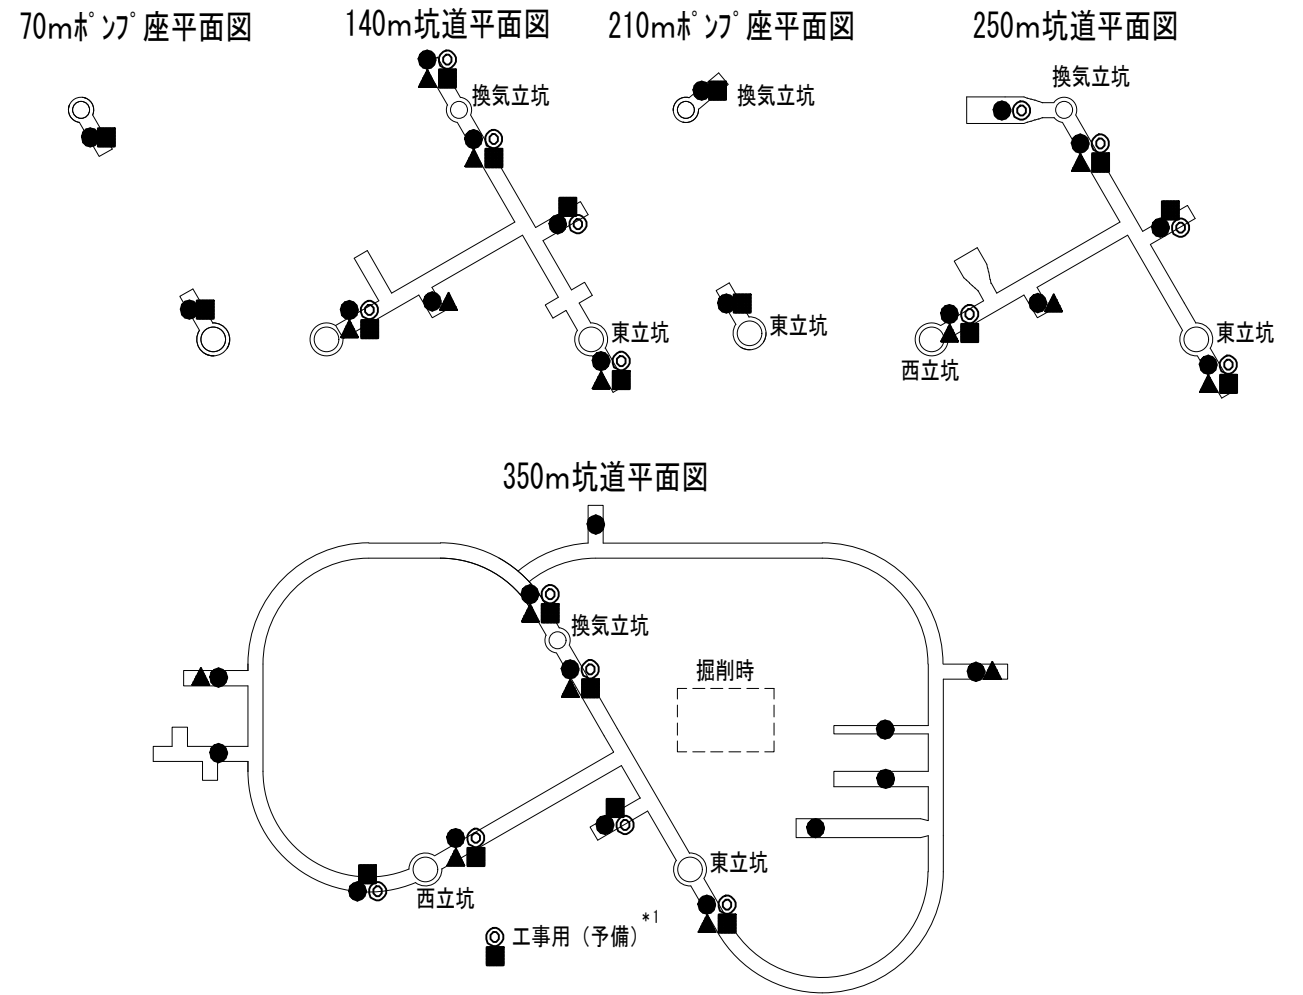 70mﾎﾟﾝﾌﾟ座平面図
140m坑道平面図
210mﾎﾟﾝﾌﾟ座平面図
250m坑道平面図
換気立坑
換気立坑
換気立坑
東立坑
東立坑
東立坑
西立坑
350m坑道平面図
換気立坑
掘削時
東立坑
西立坑
工事用（予備）*1